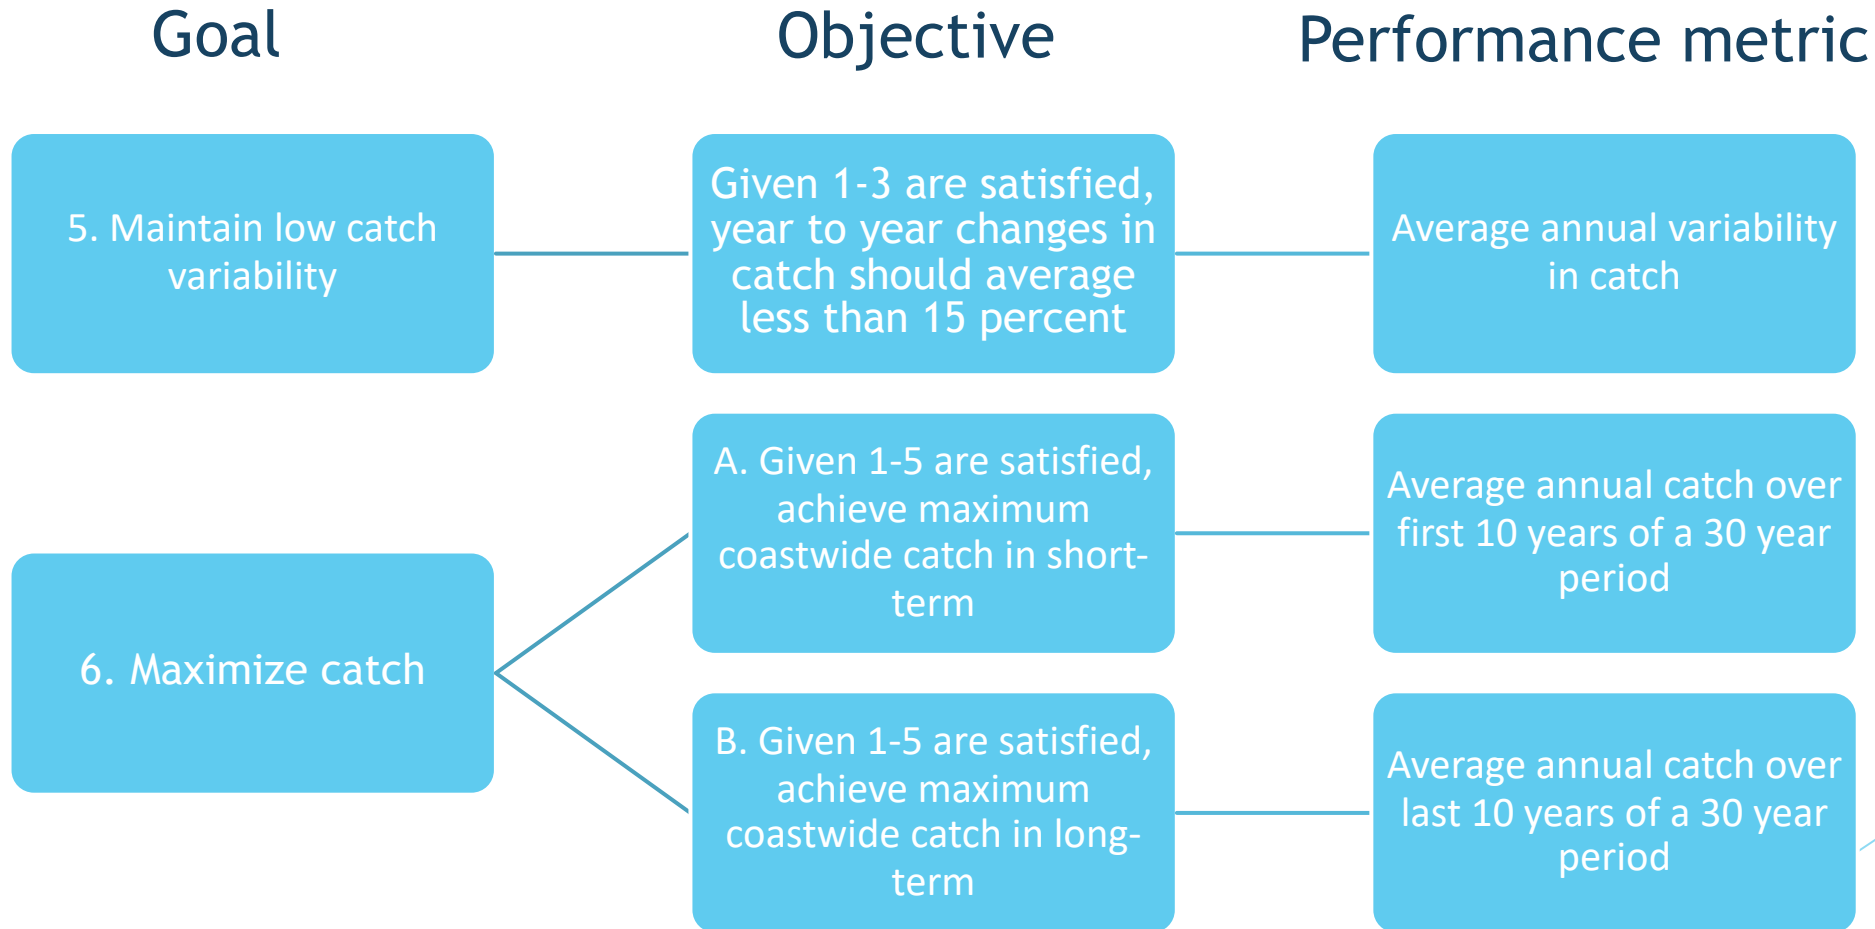 Goal
Objective
Performance metric
5. Maintain low catch
variability
Given 1-3 are satisfied,
year to year changes in
catch should average
less than 15 percent
Average annual variability
in catch
6. Maximize catch
A. Given 1-5 are satisfied,
achieve maximum
coastwide catch in short-
term
Average annual catch over
first 10 years of a 30 year
period
B. Given 1-5 are satisfied,
achieve maximum
coastwide catch in long-
term
Average annual catch over
last 10 years of a 30 year
period